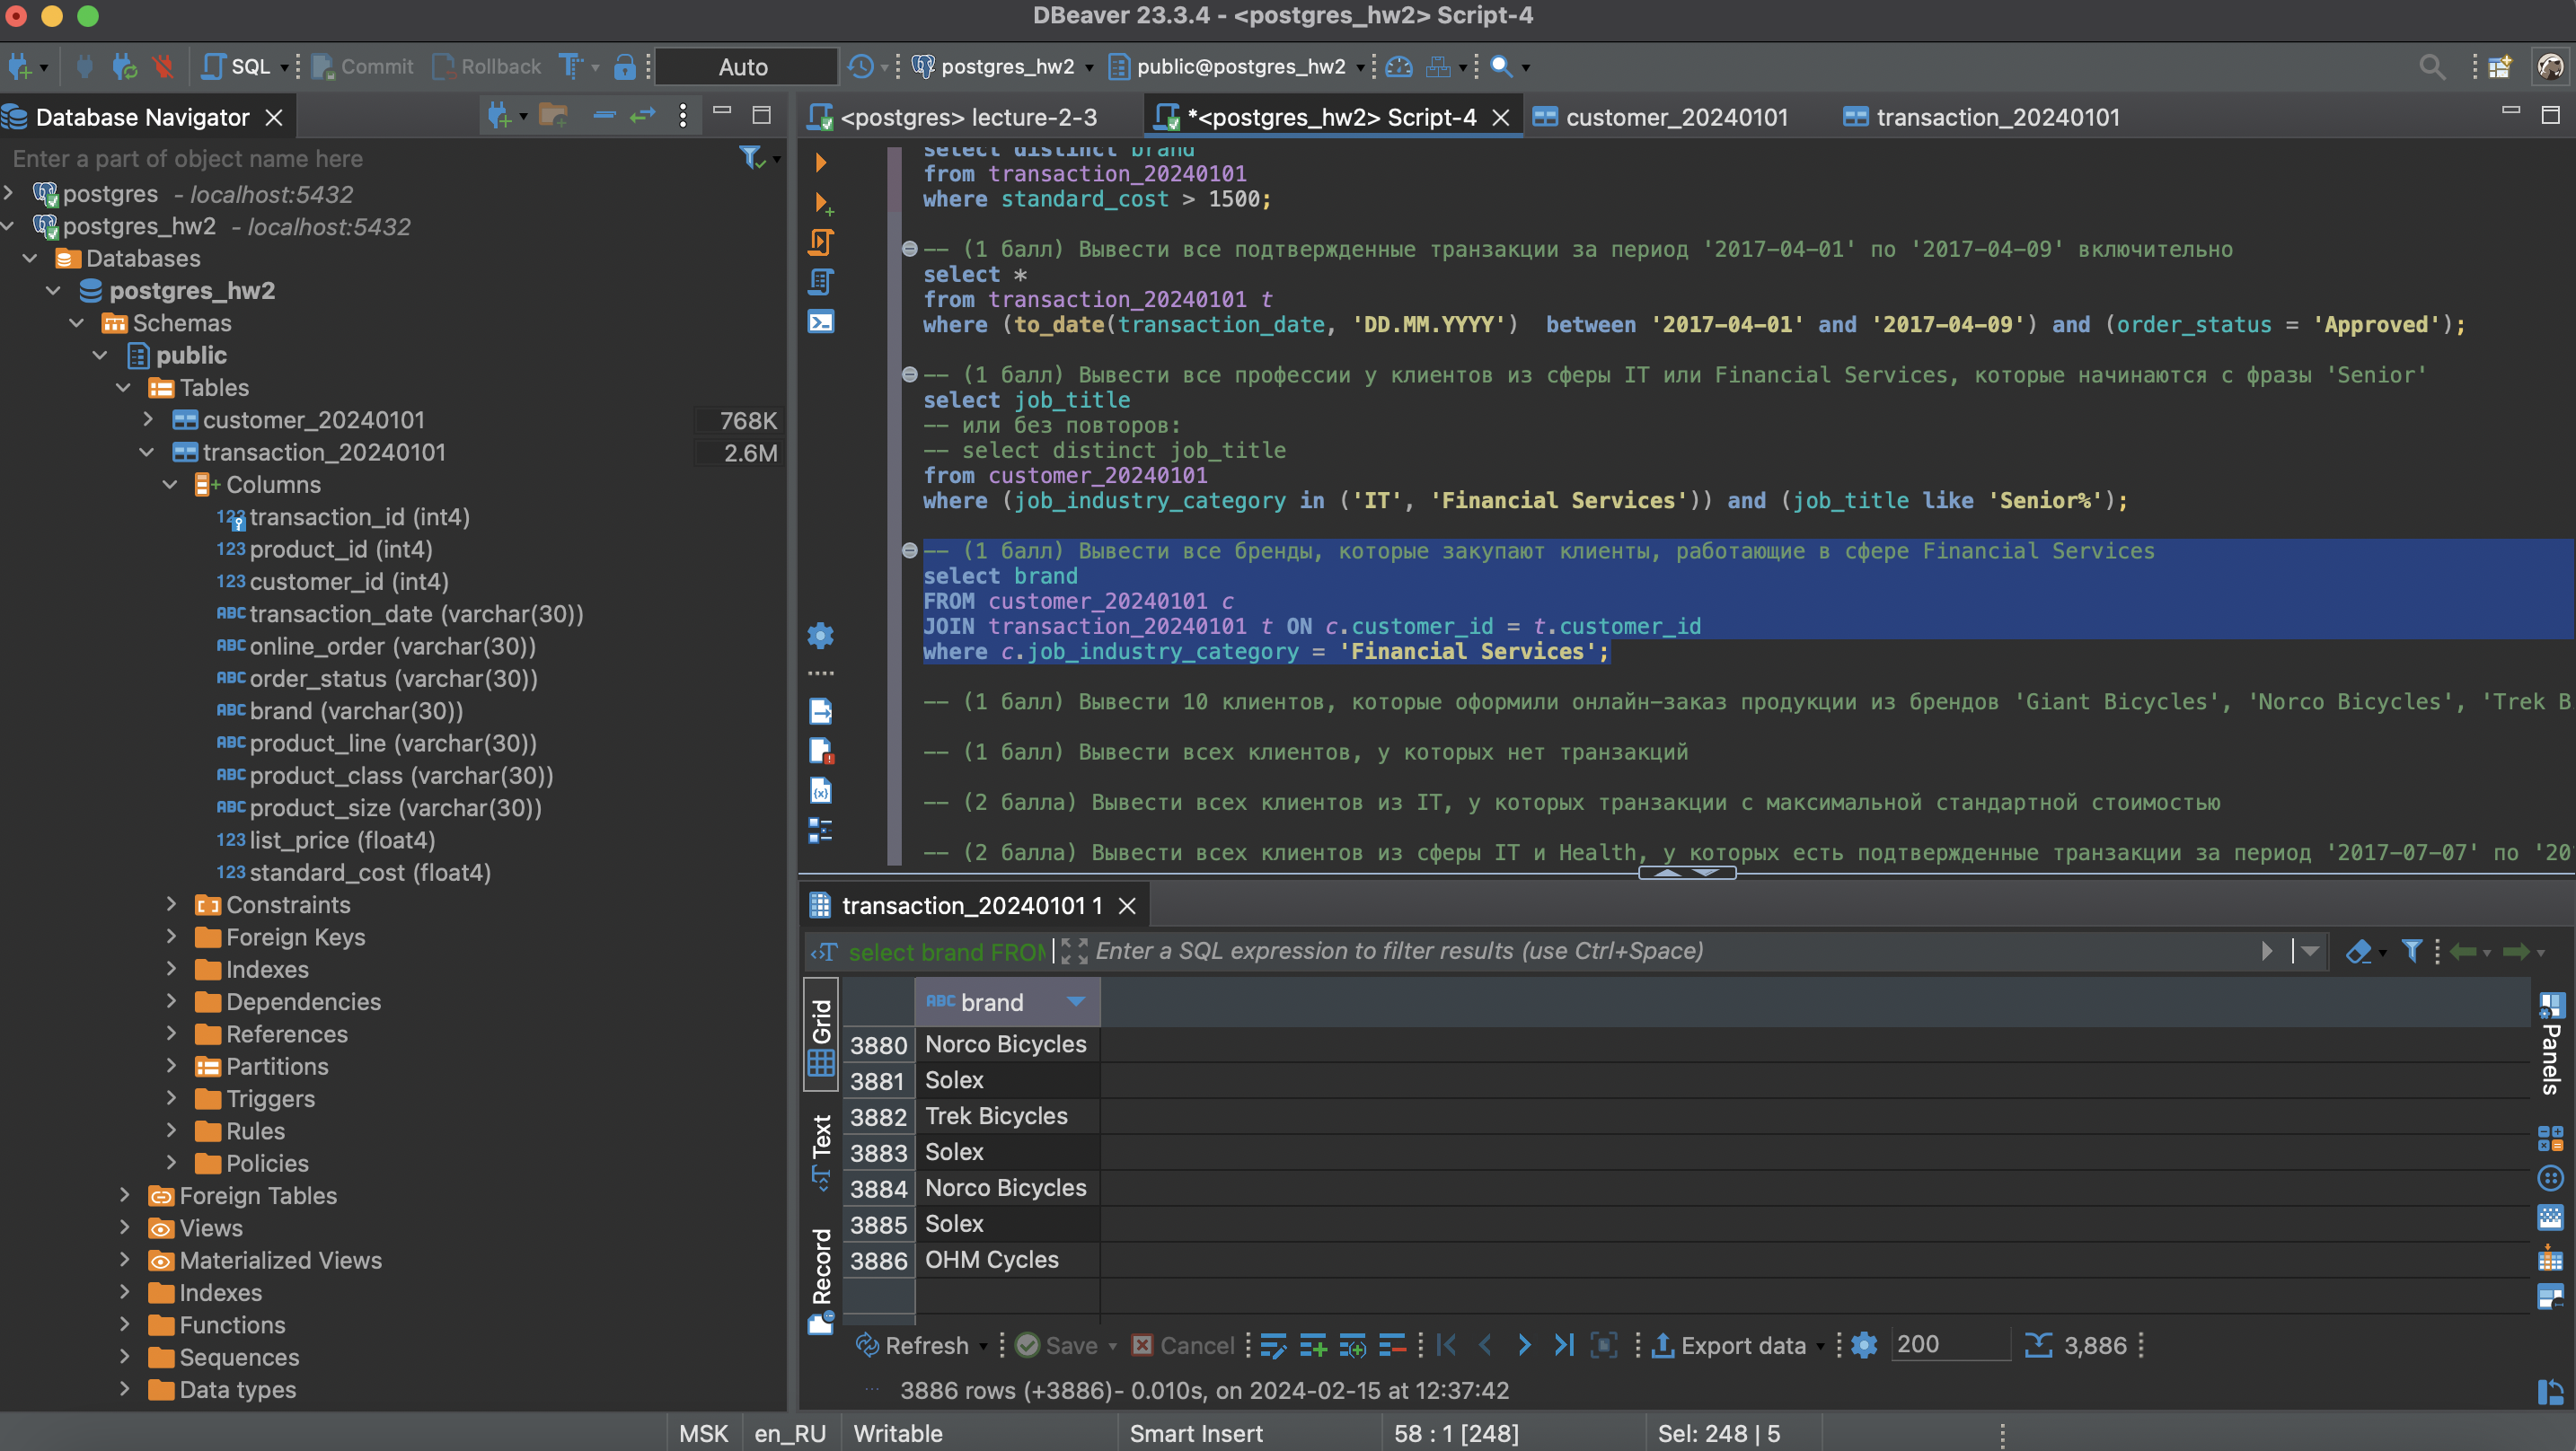 DBeaver 23.3.4 - <postgres_hw2> Script-4
SQL
Commit
Rollback
Auto
postgres_hw2
public@postgres_hw2
Database Navigator
Enter a part of object name here
postgres - localhost:5432
postgres_hw2 - localhost:5432
Databases
postgres_hw2
Schemas
public
Tables
customer_20240101 768K
transaction_20240101 2.6M
Columns
transaction_id (int4)
123 product_id (int4)
123 customer_id (int4)
ABC transaction_date (varchar(30))
ABC online_order (varchar(30))
ABC order_status (varchar(30))
ABC brand (varchar(30))
ABC product_line (varchar(30))
ABC product_class (varchar(30))
ABC product_size (varchar(30))
123 list_price (float4)
123 standard_cost (float4)
Constraints
Foreign Keys
Indexes
Dependencies
References
Partitions
Triggers
Rules
Policies
Foreign Tables
Views
Materialized Views
Indexes
Functions
Sequences
Data types
<postgres> lecture-2-3
*<postgres_hw2> Script-4
customer_20240101
transaction_20240101
select distinct brand
from transaction_20240101
where standard_cost > 1500;
-- (1 балл) Вывести все подтвержденные транзакции за период '2017-04-01' по '2017-04-09' включительно
select *
from transaction_20240101 t
where (to_date(transaction_date, 'DD.MM.YYYY')  between '2017-04-01' and '2017-04-09') and (order_status = 'Approved');
-- (1 балл) Вывести все профессии у клиентов из сферы IT или Financial Services, которые начинаются с фразы 'Senior'
select job_title
-- или без повторов:
-- select distinct job_title
from customer_20240101
where (job_industry_category in ('IT', 'Financial Services')) and (job_title like 'Senior%');
-- (1 балл) Вывести все бренды, которые закупают клиенты, работающие в сфере Financial Services
select brand
FROM customer_20240101 c
JOIN transaction_20240101 t ON c.customer_id = t.customer_id
where c.job_industry_category = 'Financial Services';
-- (1 балл) Вывести 10 клиентов, которые оформили онлайн-заказ продукции из брендов 'Giant Bicycles', 'Norco Bicycles', 'Trek B
-- (1 балл) Вывести всех клиентов, у которых нет транзакций
-- (2 балла) Вывести всех клиентов из IT, у которых транзакции с максимальной стандартной стоимостью
-- (2 балла) Вывести всех клиентов из сферы IT и Health, у которых есть подтвержденные транзакции за период '2017-07-07' по '20
transaction_20240101 1
select brand FROM
Enter a SQL expression to filter results (use Ctrl+Space)
Grid
Text
Record
Panels
ABC brand
3880 Norco Bicycles
3881 Solex
3882 Trek Bicycles
3883 Solex
3884 Norco Bicycles
3885 Solex
3886 OHM Cycles
Refresh
Save
Cancel
Export data
200
3,886
3886 rows (+3886)- 0.010s, on 2024-02-15 at 12:37:42
MSK
en_RU
Writable
Smart Insert
58 : 1 [248]
Sel: 248 | 5